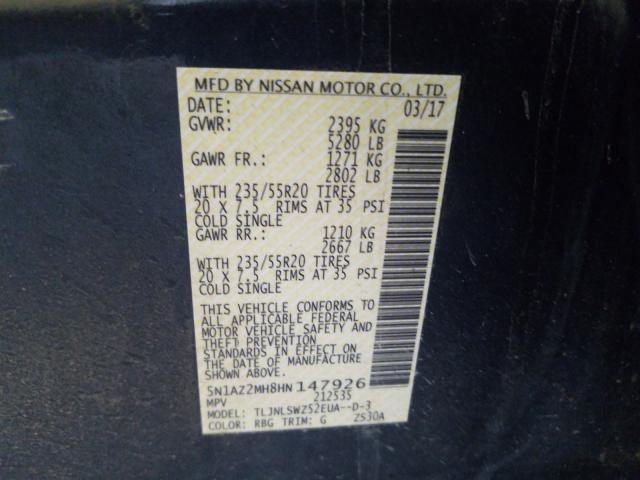 MFD BY NISSAN MOTOR CO., LTD.
DATE: 03/17
GVWR: 2395 KG
5280 LB
GAWR FR.: 1271 KG
2802 LB
WITH 235/55R20 TIRES
20 X 7.5 RIMS AT 35 PSI
COLD SINGLE
GAWR RR.: 1210 KG
2667 LB
WITH 235/55R20 TIRES
20 X 7.5 RIMS AT 35 PSI
COLD SINGLE
THIS VEHICLE CONFORMS TO
ALL APPLICABLE FEDERAL
MOTOR VEHICLE SAFETY AND
THEFT PREVENTION
STANDARDS IN EFFECT ON
THE DATE OF MANUFACTURE
SHOWN ABOVE.
5N1AZ2MH8HN 147926
MPV 212535
MODEL: TLJNLSWZ52EUA--D-3
COLOR: RBG TRIM: G Z530A